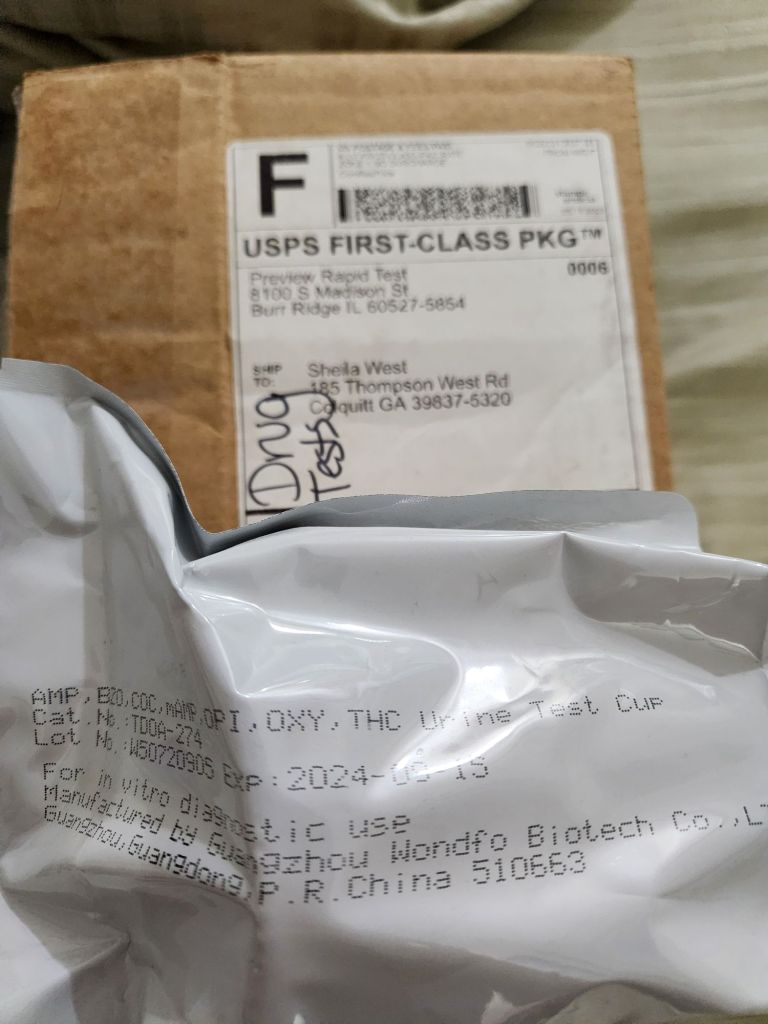 F
USPS FIRST-CLASS PKG™
0006
Preview Rapid Test
8100 S Madison St
Burr Ridge IL 60527-5854
SHIP
TO:
Sheila West
185 Thompson West Rd
Colquitt GA 39837-5320
Drug
Tests
AMP, BZO, COC, mAMP, OPI, OXY, THC Urine Test Cup
Cat. No.:TDOA-274
Lot No.:W50720905 Exp:2024-09-15
For in vitro diagnostic use
Manufactured by Guangzhou Wondfo Biotech Co.,
Guangzhou,Guangdong,P.R.China 510663